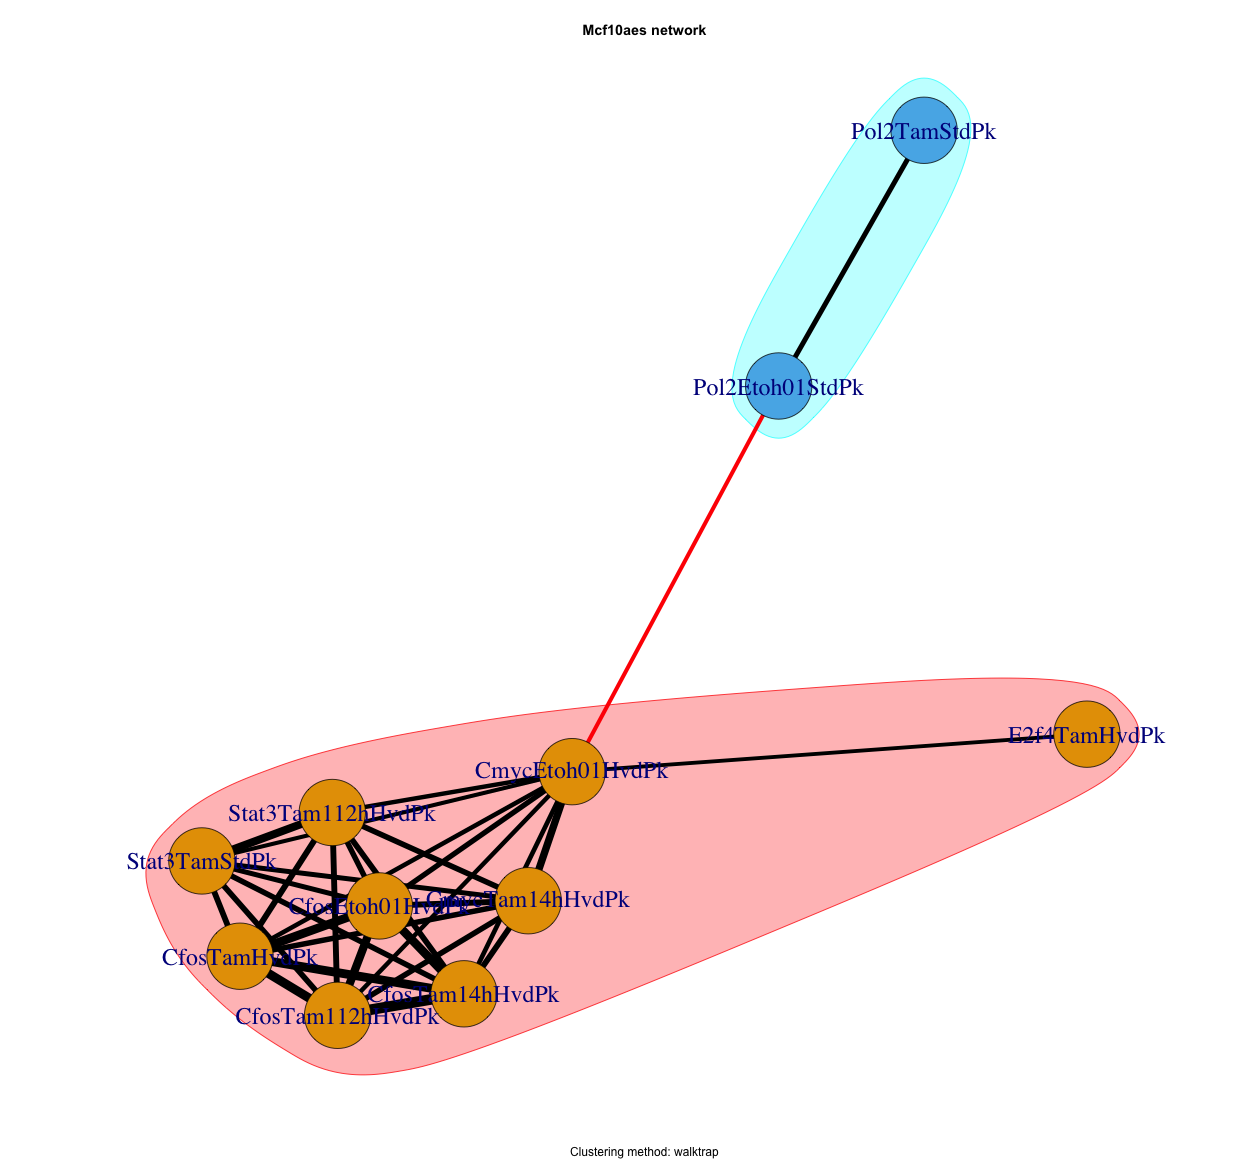 Mcf10aes network
Pol2TamStdPk
Pol2Etoh01StdPk
E2f4TamHvdPk
CmycEtoh01HvdPk
Stat3Tam112hHvdPk
Stat3TamStdPk
CfosEtoh01HvdPk
CmycTam14hHvdPk
CfosTamHvdPk
CfosTam14hHvdPk
CfosTam112hHvdPk
Clustering method: walktrap